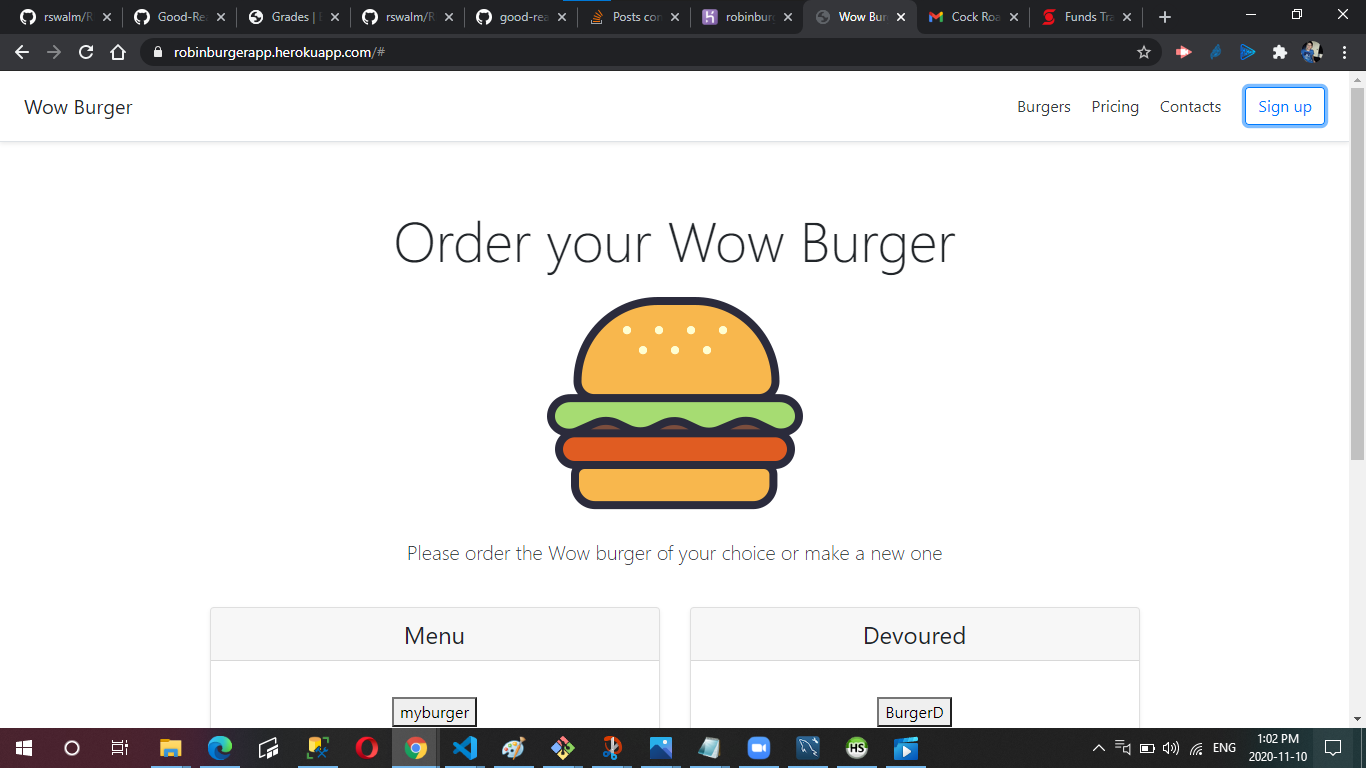 rswalm/R
Good-Re
Grades |
rswalm/R
good-rea
Posts con
robinburg
Wow Bur
Cock Roa
Funds Tra
robinburgerapp.herokuapp.com/#
Wow Burger
Burgers
Pricing
Contacts
Sign up
Order your Wow Burger
Please order the Wow burger of your choice or make a new one
Menu
Devoured
myburger
BurgerD
HS
ENG
1:02 PM
2020-11-10